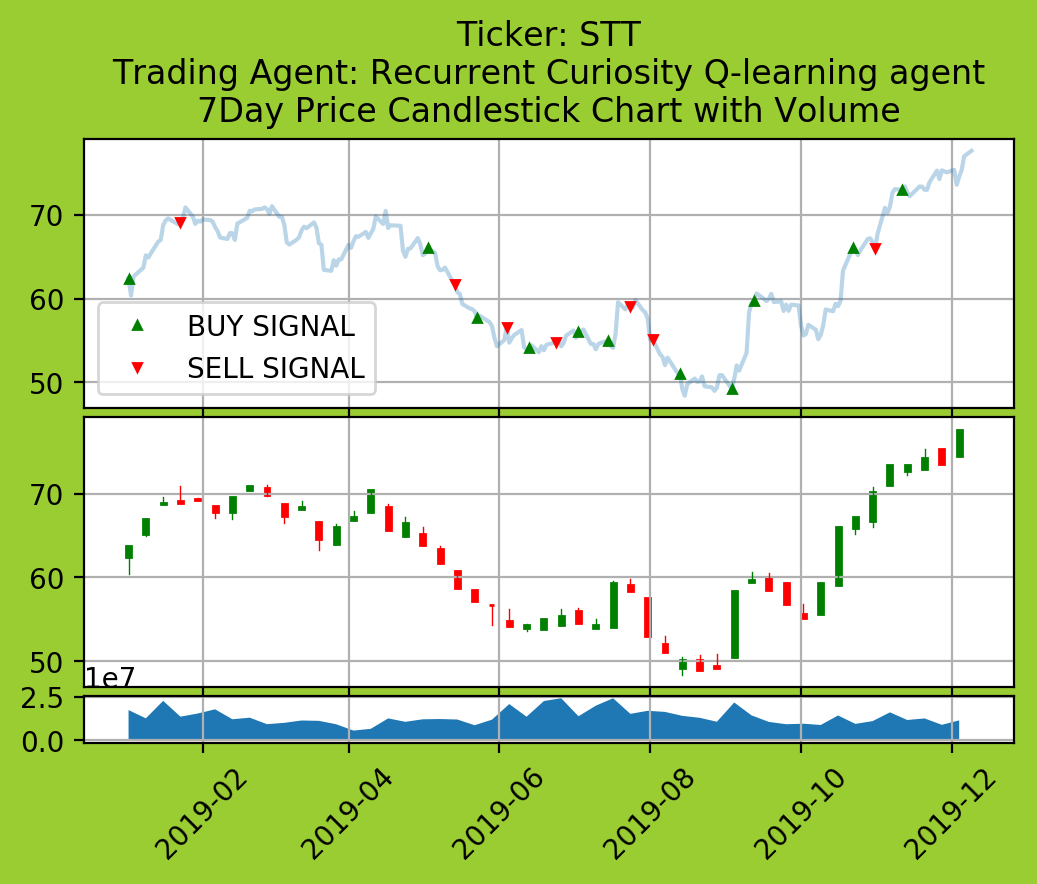 Ticker: STT
Trading Agent: Recurrent Curiosity Q-learning agent
7Day Price Candlestick Chart with Volume
70
60
50
BUY SIGNAL
SELL SIGNAL
70
60
50
1e7
2.5
0.0
2019-02
2019-04
2019-06
2019-08
2019-10
2019-12